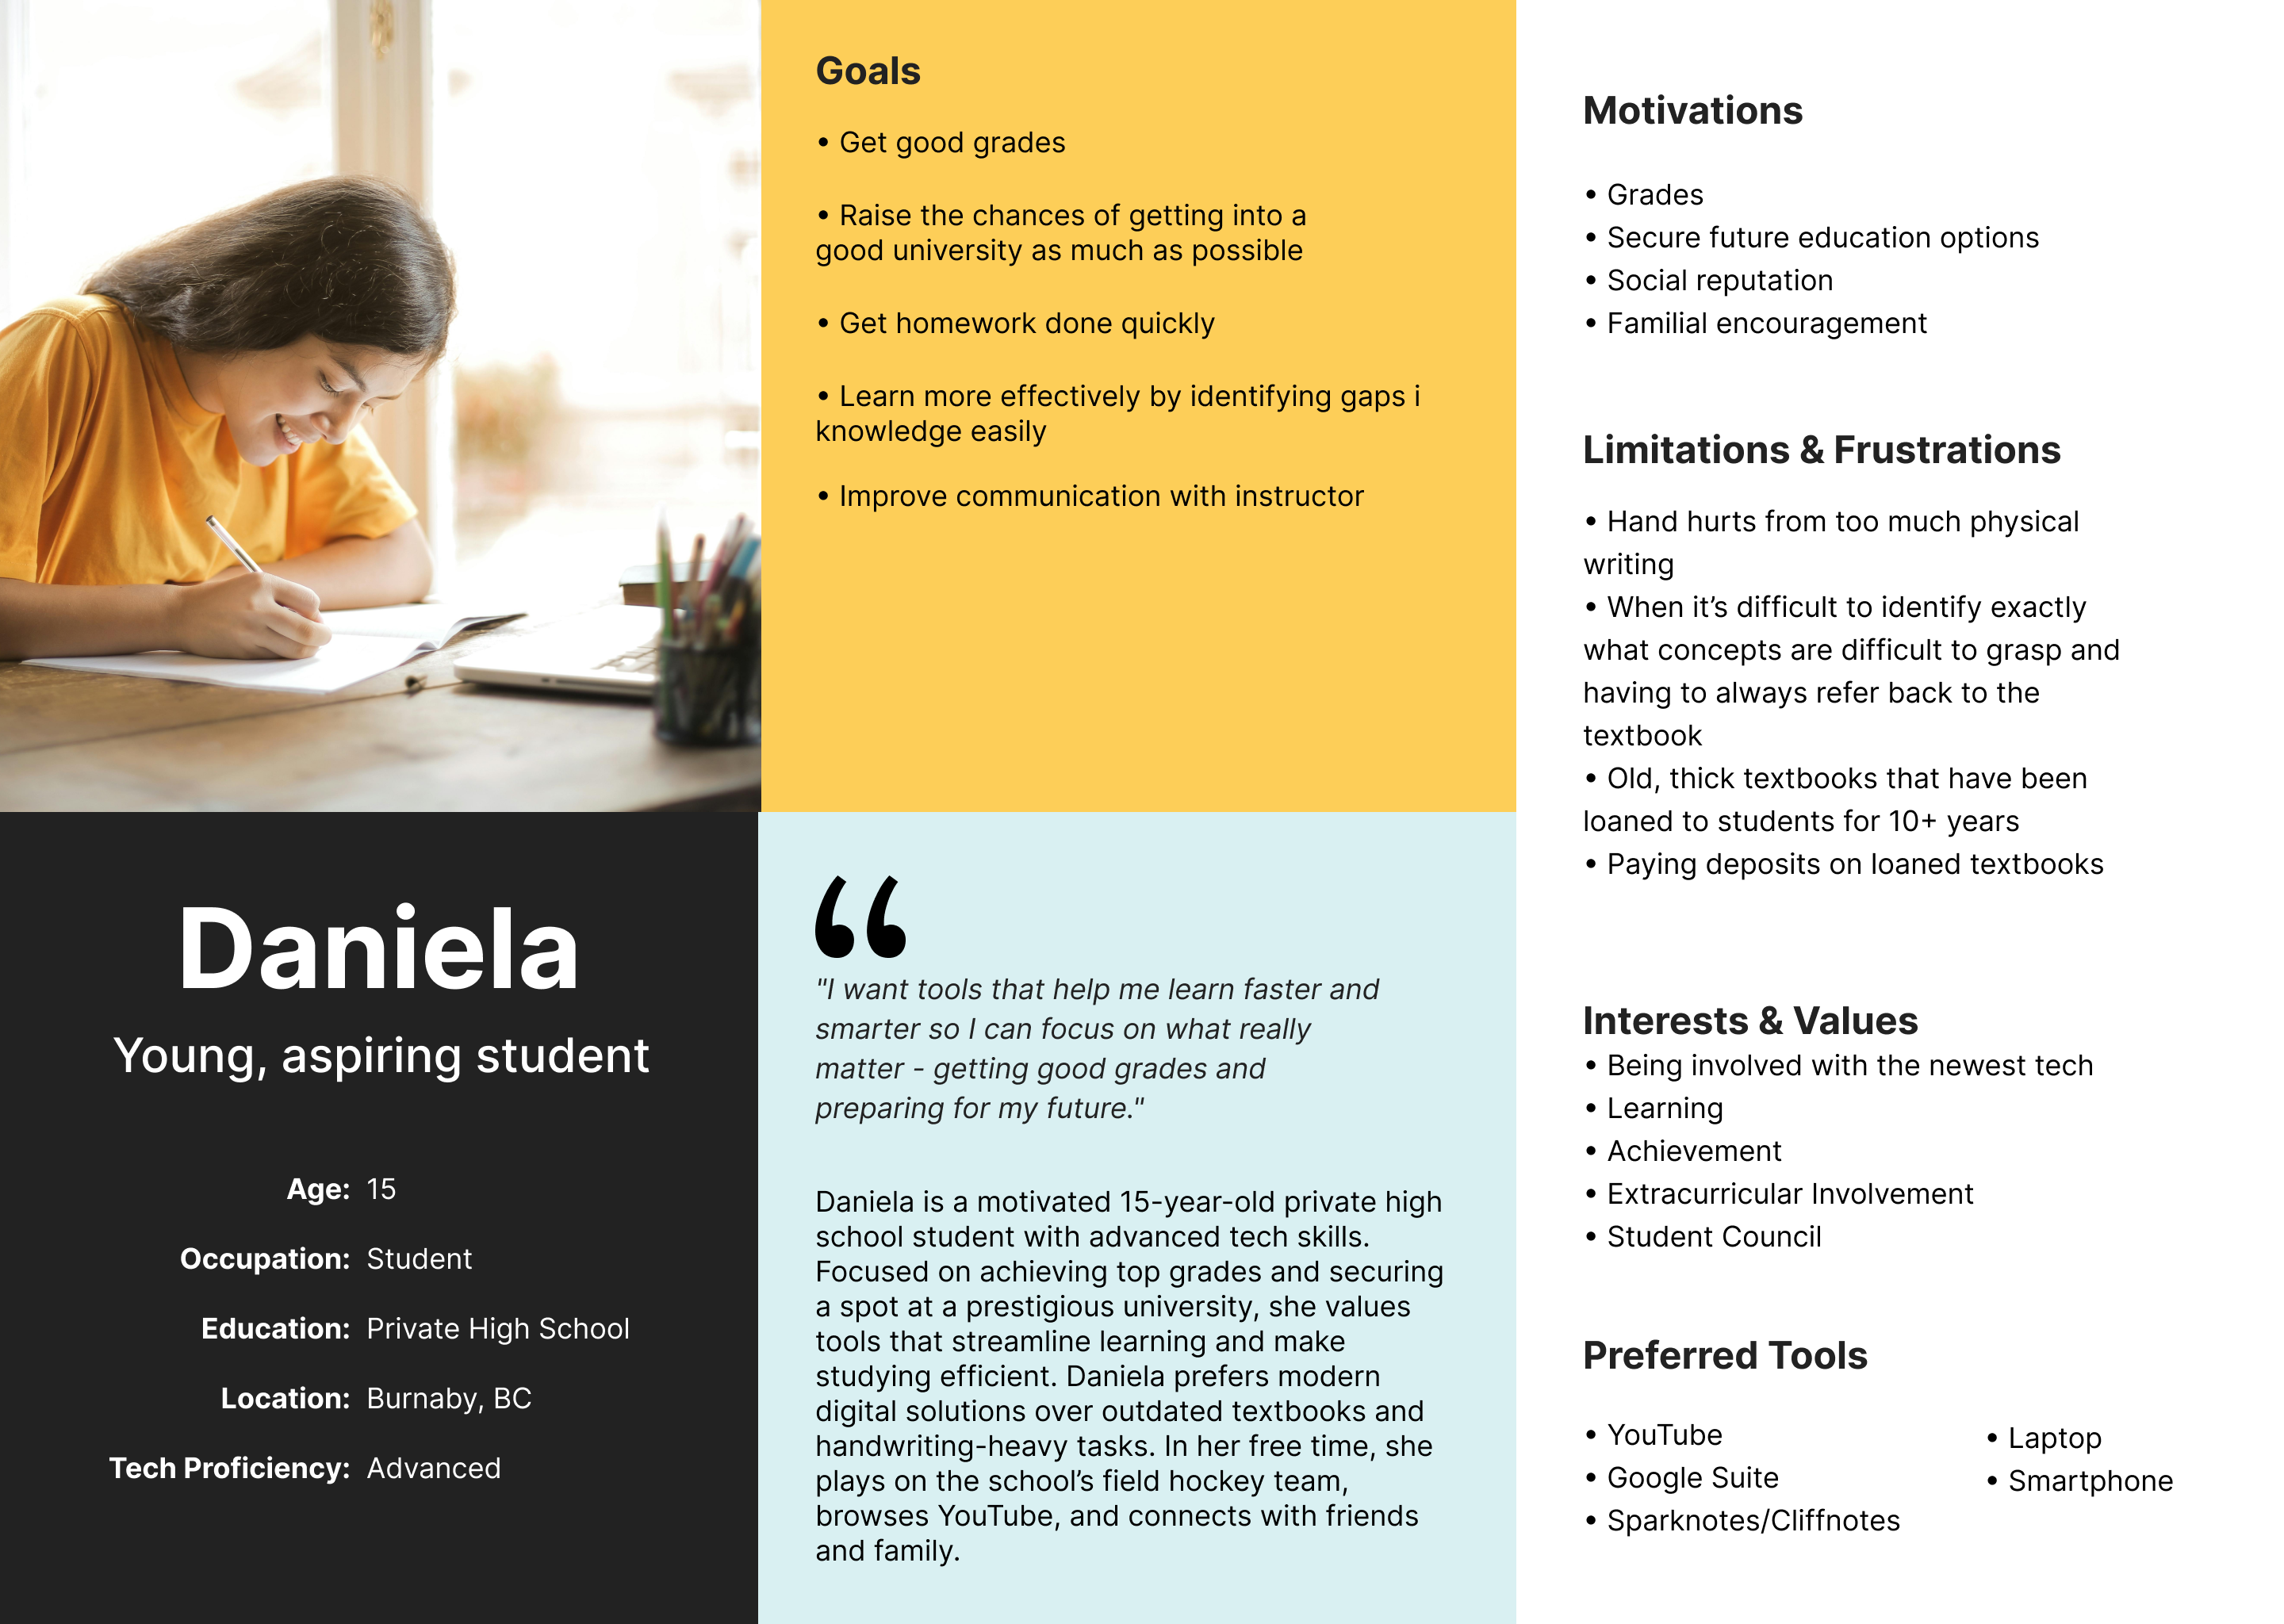 Goals
• Get good grades
• Raise the chances of getting into a
good university as much as possible
• Get homework done quickly
• Learn more effectively by identifying gaps i
knowledge easily
• Improve communication with instructor
Daniela
Young, aspiring student
Age: 15
Occupation: Student
Education: Private High School
Location: Burnaby, BC
Tech Proficiency: Advanced
“
"I want tools that help me learn faster and
smarter so I can focus on what really
matter - getting good grades and
preparing for my future."
Daniela is a motivated 15-year-old private high
school student with advanced tech skills.
Focused on achieving top grades and securing
a spot at a prestigious university, she values
tools that streamline learning and make
studying efficient. Daniela prefers modern
digital solutions over outdated textbooks and
handwriting-heavy tasks. In her free time, she
plays on the school’s field hockey team,
browses YouTube, and connects with friends
and family.
Motivations
• Grades
• Secure future education options
• Social reputation
• Familial encouragement
Limitations & Frustrations
• Hand hurts from too much physical
writing
• When it’s difficult to identify exactly
what concepts are difficult to grasp and
having to always refer back to the
textbook
• Old, thick textbooks that have been
loaned to students for 10+ years
• Paying deposits on loaned textbooks
Interests & Values
• Being involved with the newest tech
• Learning
• Achievement
• Extracurricular Involvement
• Student Council
Preferred Tools
• YouTube
• Google Suite
• Sparknotes/Cliffnotes
• Laptop
• Smartphone